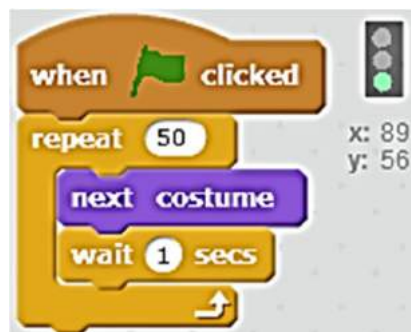 when clicked
repeat 50
x: 89
y: 56
next costume
wait 1 secs